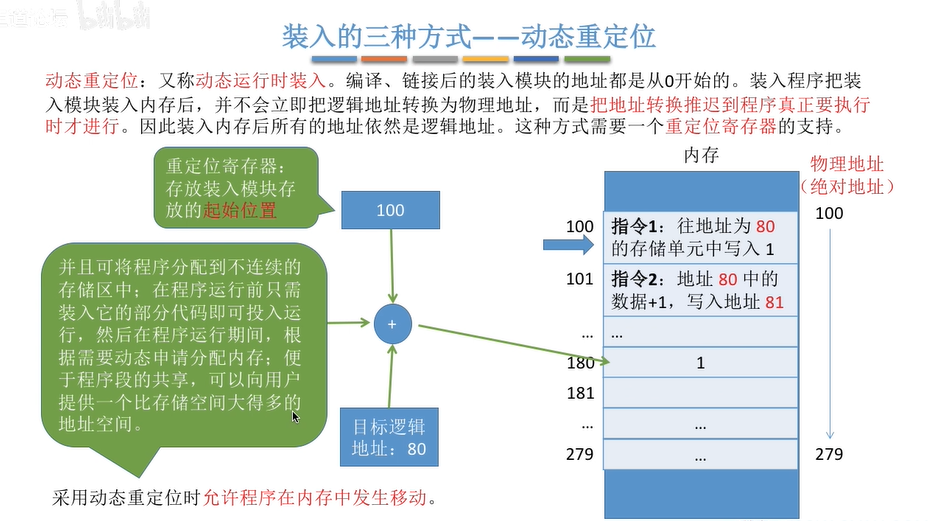 装入的三种方式——动态重定位
动态重定位：又称动态运行时装入。编译、链接后的装入模块的地址都是从0开始的。装入程序把装
入模块装入内存后，并不会立即把逻辑地址转换为物理地址，而是把地址转换推迟到程序真正要执行
时才进行。因此装入内存后所有的地址依然是逻辑地址。这种方式需要一个重定位寄存器的支持。
重定位寄存器：
存放装入模块存
放的起始位置
100
并且可将程序分配到不连续的
存储区中；在程序运行前只需
装入它的部分代码即可投入运
行，然后在程序运行期间，根
据需要动态申请分配内存；便
于程序段的共享，可以向用户
提供一个比存储空间大得多的
地址空间。
+
目标逻辑
地址：80
采用动态重定位时允许程序在内存中发生移动。
内存
物理地址
（绝对地址）
100
指令1：往地址为 80
的存储单元中写入 1
100
101
指令2：地址 80 中的
数据+1，写入地址 81
...
...
180
1
181
...
...
279
...
279
bilibili